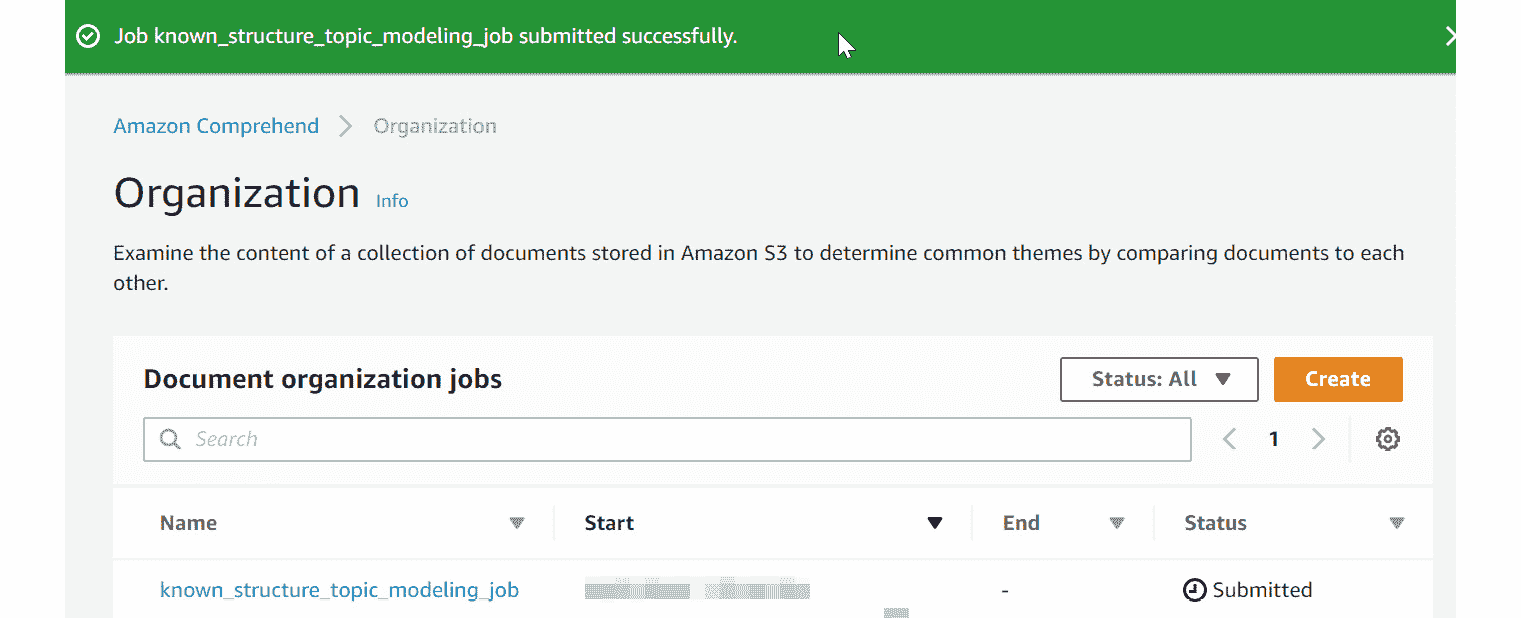 Job known_structure_topic_modeling_job submitted successfully.
Amazon Comprehend > Organization
Organization Info
Examine the content of a collection of documents stored in Amazon S3 to determine common themes by comparing documents to each
other.
Document organization jobs Status: All Create
Search 1
Name Start End Status
known_structure_topic_modeling_job - Submitted